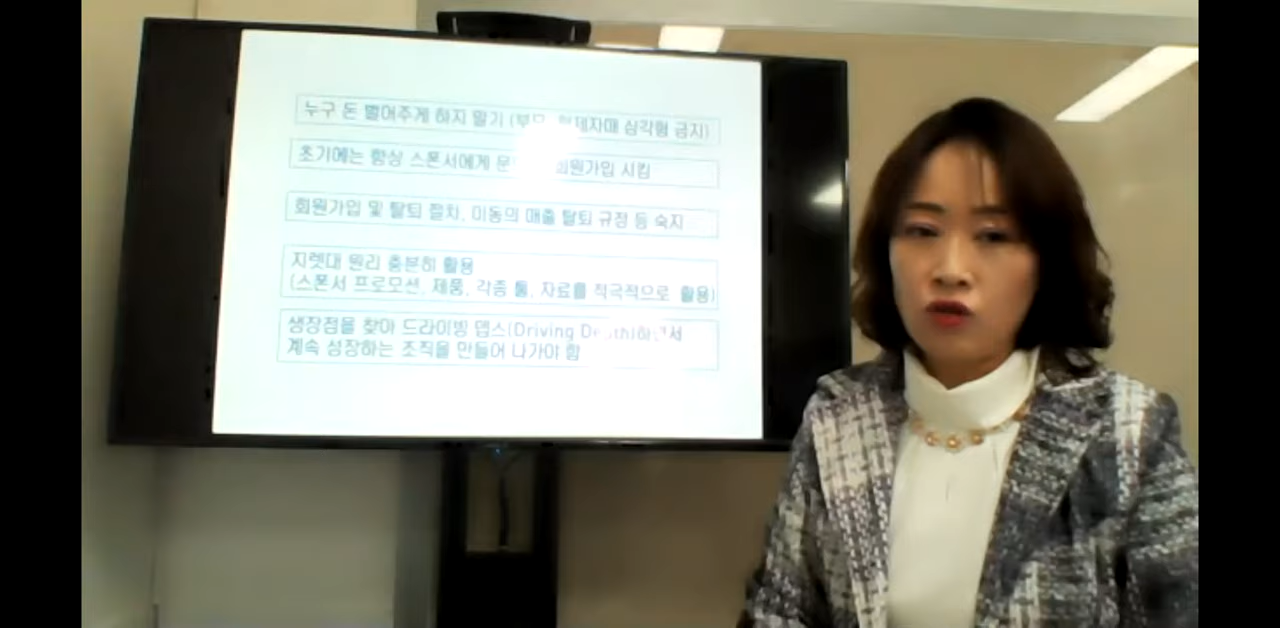 누구 돈 벌어주게 하지 말기 (부모, 형제자매 삼각형 금지)
초기에는 항상 스폰서에게 회원가입 시킴
회원가입 및 탈퇴 절차, 이동의 매출 탈퇴 규정 등 숙지
지렛대 원리 충분히 활용
(스폰서 프로모션, 제품, 각종 툴, 자료를 적극적으로 활용)
생장점을 찾아 드라이빙 뎁스(Driving Depth)하면서
계속 성장하는 조직을 만들어 나가야 함